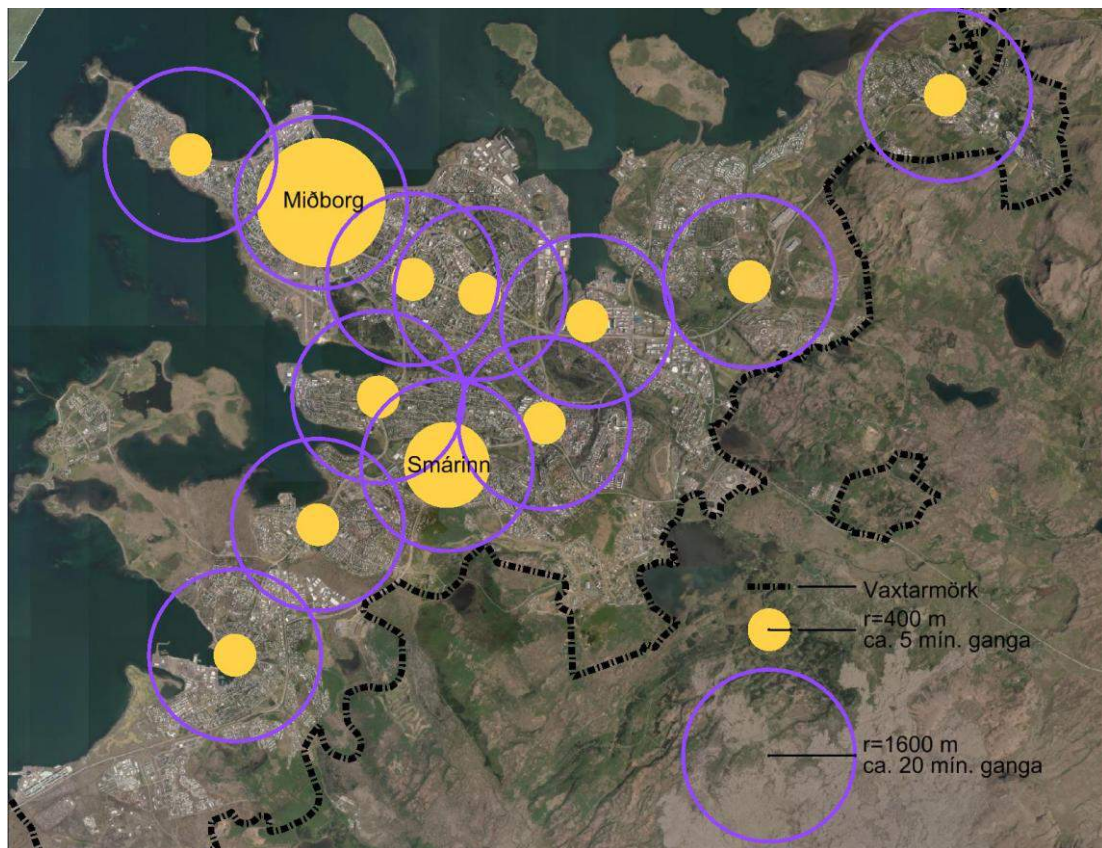 Miðborg
Smárinn
Vaxtarmörk
r=400 m
ca. 5 mín. ganga
r=1600 m
ca. 20 mín. ganga